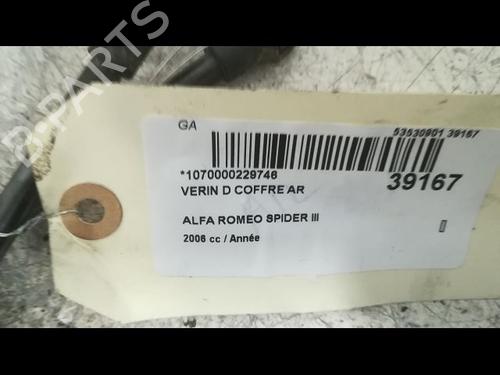 B-PARTS
GA
53530901 39167
*1070000229746
39167
VERIN D COFFRE AR
ALFA ROMEO SPIDER III
2006 cc / Année